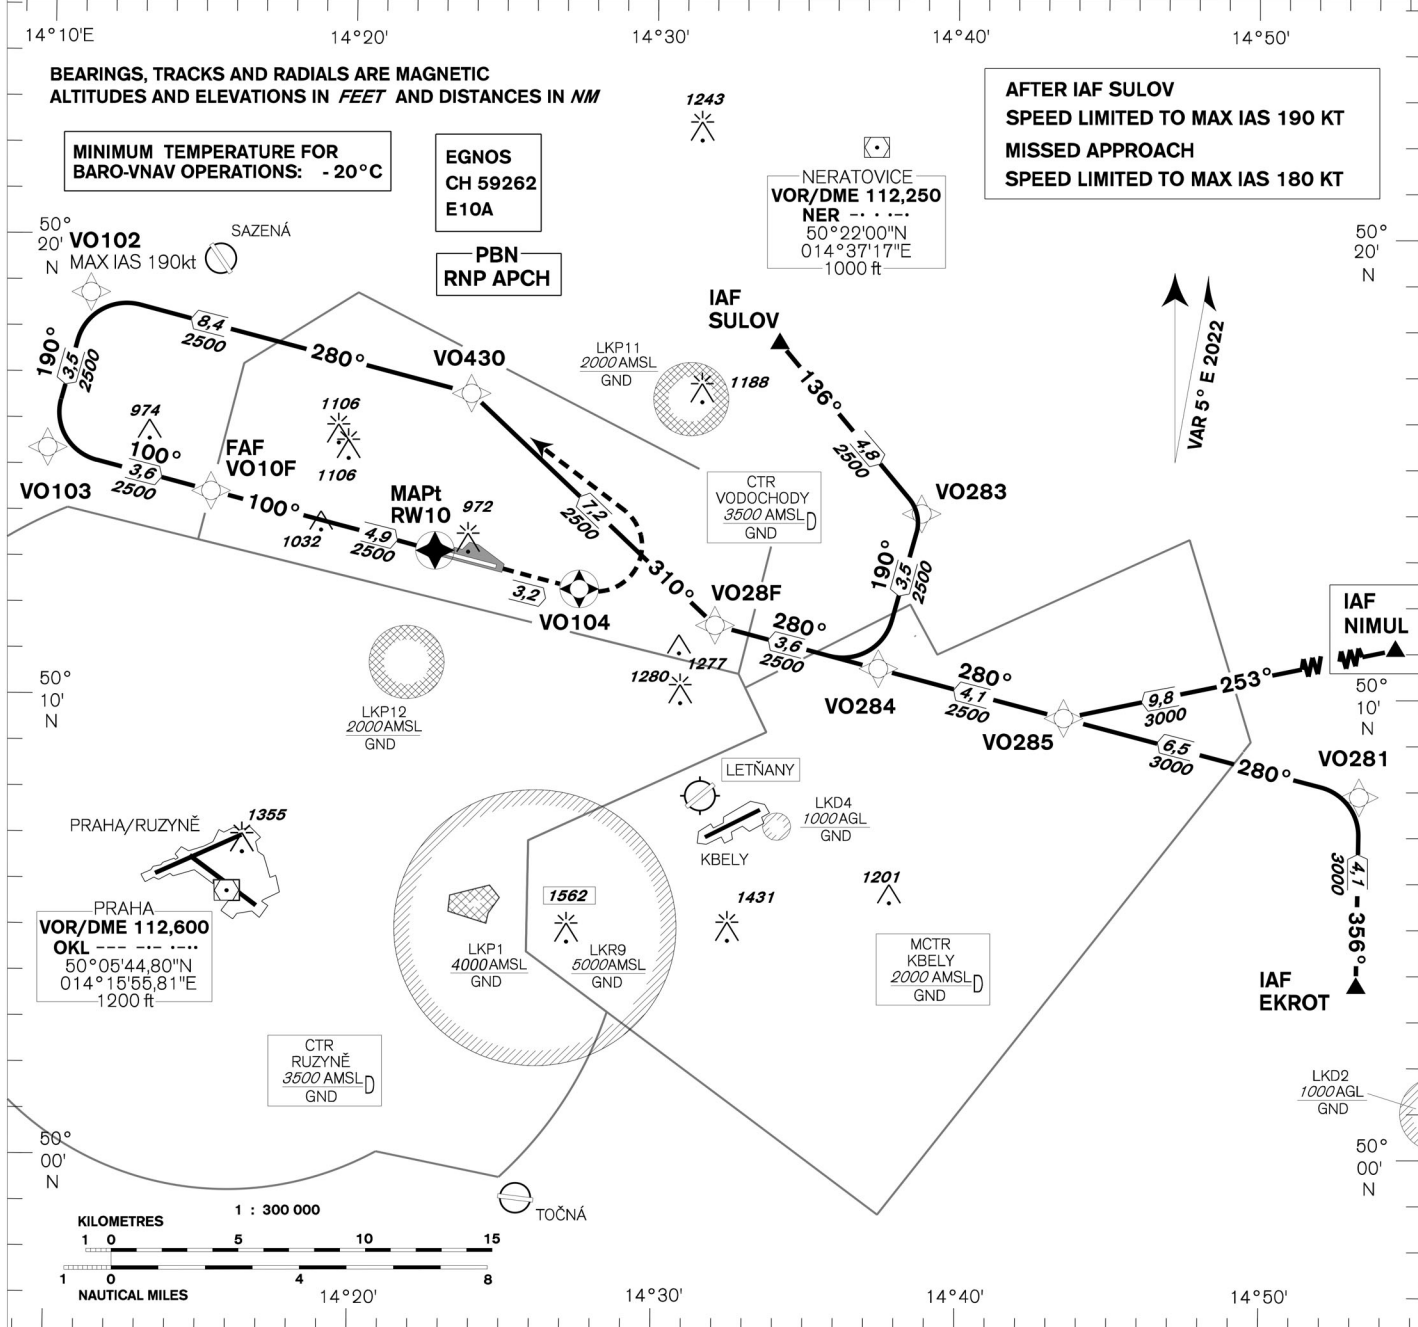 14°10'E
14°20'
14°30'
14°40'
14°50'
BEARINGS, TRACKS AND RADIALS ARE MAGNETIC
ALTITUDES AND ELEVATIONS IN FEET AND DISTANCES IN NM
MINIMUM TEMPERATURE FOR
BARO-VNAV OPERATIONS: - 20°C
EGNOS
CH 59262
E10A
PBN
RNP APCH
1243
NERATOVICE
VOR/DME 112,250
NER
50°22'00"N
014°37'17"E
1000 ft
AFTER IAF SULOV
SPEED LIMITED TO MAX IAS 190 KT
MISSED APPROACH
SPEED LIMITED TO MAX IAS 180 KT
50°
20'
N
VO102
MAX IAS 190kt
SAZENÁ
50°
20'
N
8,4
2500
280°
VO430
190°
3,5
2500
IAF
SULOV
LKP11
2000 AMSL
GND
1188
136°
4,8
2500
VAR 5° E 2022
974
1106
1106
100°
3,6
2500
VO103
FAF
VO10F
100°
1032
4,9
2500
MAPt
RW10
972
7,2
2500
CTR
VODOCHODY
3500 AMSL
D
GND
VO283
190°
3,5
2500
3,2
VO104
310°
VO28F
280°
3,6
2500
1277
1280
VO284
280°
4,1
2500
VO285
IAF
NIMUL
253°
9,8
3000
6,5
3000
280°
VO281
50°
10'
N
50°
10'
N
LKP12
2000 AMSL
GND
LETŇANY
KBELY
LKD4
1000 AGL
GND
4,1
3000
356°
IAF
EKROT
PRAHA/RUZYNĚ
1355
PRAHA
VOR/DME 112,600
OKL
50°05'44,80"N
014°15'55,81"E
1200 ft
LKP1
4000 AMSL
GND
1562
LKR9
5000 AMSL
GND
1431
1201
MCTR
KBELY
2000 AMSL
D
GND
CTR
RUZYNĚ
3500 AMSL
D
GND
LKD2
1000 AGL
GND
50°
00'
N
50°
00'
N
TOČNÁ
1 : 300 000
KILOMETRES
1 0 5 10 15
1 0 4 8
NAUTICAL MILES
14°20'
14°30'
14°40'
14°50'